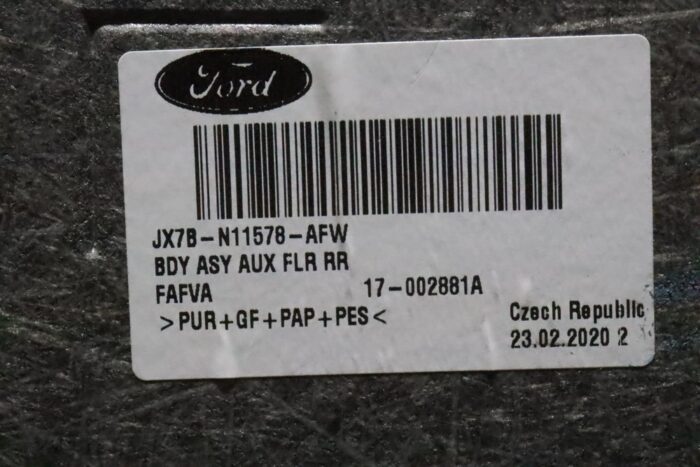 Ford
JX7B-N11578-AFW
BDY ASY AUX FLR RR
FAFVA 17-002881A
>PUR+GF+PAP+PES<
Czech Republic
23.02.2020 2